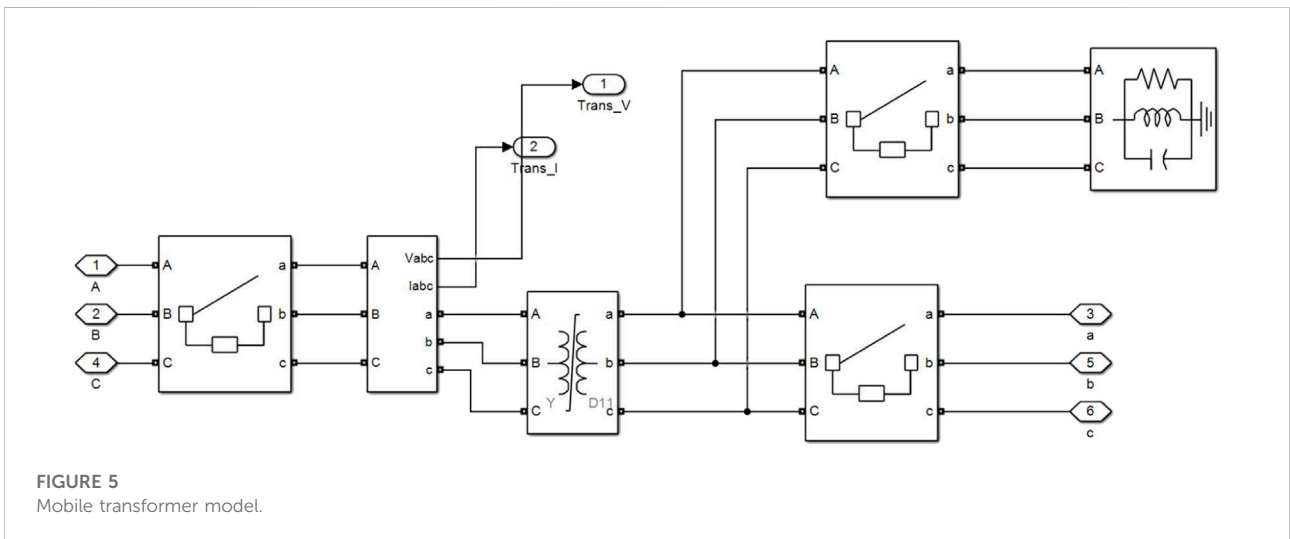 1
Trans_V
2
Trans_I
A a A
B b B
C c C
1
A
2
B
4
C
A a
B b
C c
A Vabc
Iabc
B a
b
C c
A a
B b
C c
Y D11
A a
B b
C c
3
a
5
b
6
c
FIGURE 5
Mobile transformer model.